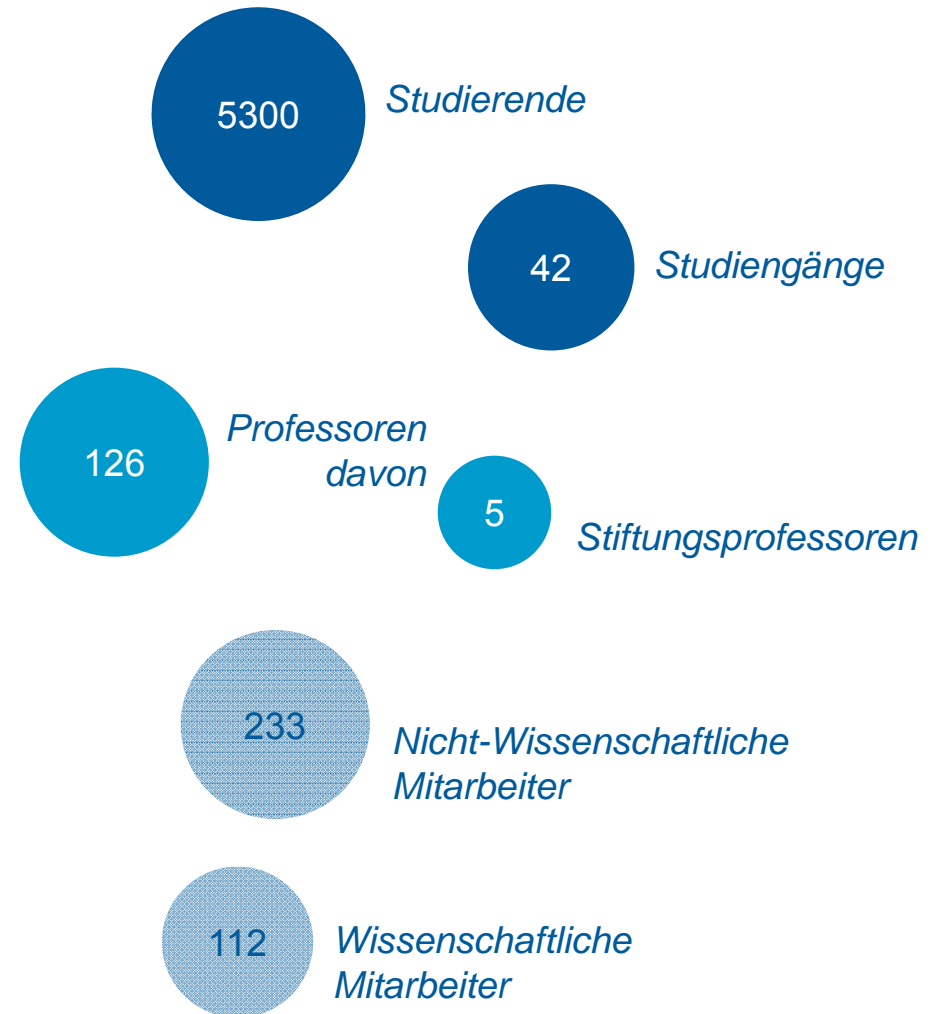 5300
Studierende
42
Studiengänge
126
Professoren
davon
5
Stiftungsprofessoren
233
Nicht-Wissenschaftliche
Mitarbeiter
112
Wissenschaftliche
Mitarbeiter